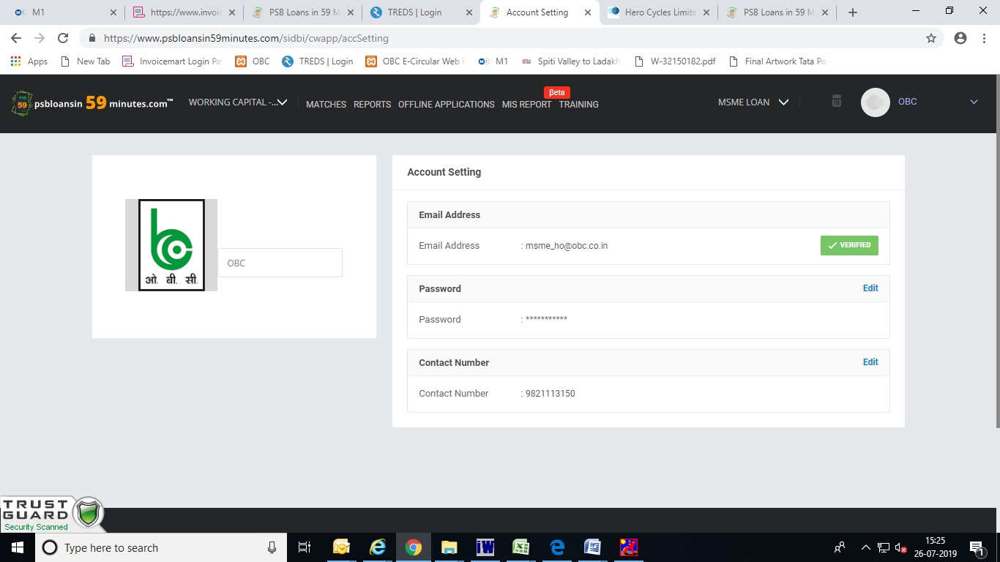 M1
https://www.invoic
PSB Loans in 59 M
TREDS | Login
Account Setting
Hero Cycles Limite
PSB Loans in 59 M
https://www.psbloansin59minutes.com/sidbi/cwapp/accSetting
Apps
New Tab
Invoicemart Login Pa
OBC
TREDS | Login
OBC E-Circular Web P
M1
Spiti Valley to Ladakh
W-32150182.pdf
Final Artwork Tata Po
PSB
59
psbloansin 59 minutes.com™
WORKING CAPITAL -...
MATCHES
REPORTS
OFFLINE APPLICATIONS
MIS REPORT
βeta
TRAINING
MSME LOAN
OBC
ओ. बी. सी.
OBC
Account Setting
Email Address
Email Address : msme_ho@obc.co.in
VERIFIED
Password
Edit
Password : ***********
Contact Number
Edit
Contact Number : 9821113150
TRUST
GUARD
Security Scanned
Type here to search
15:25
26-07-2019
1